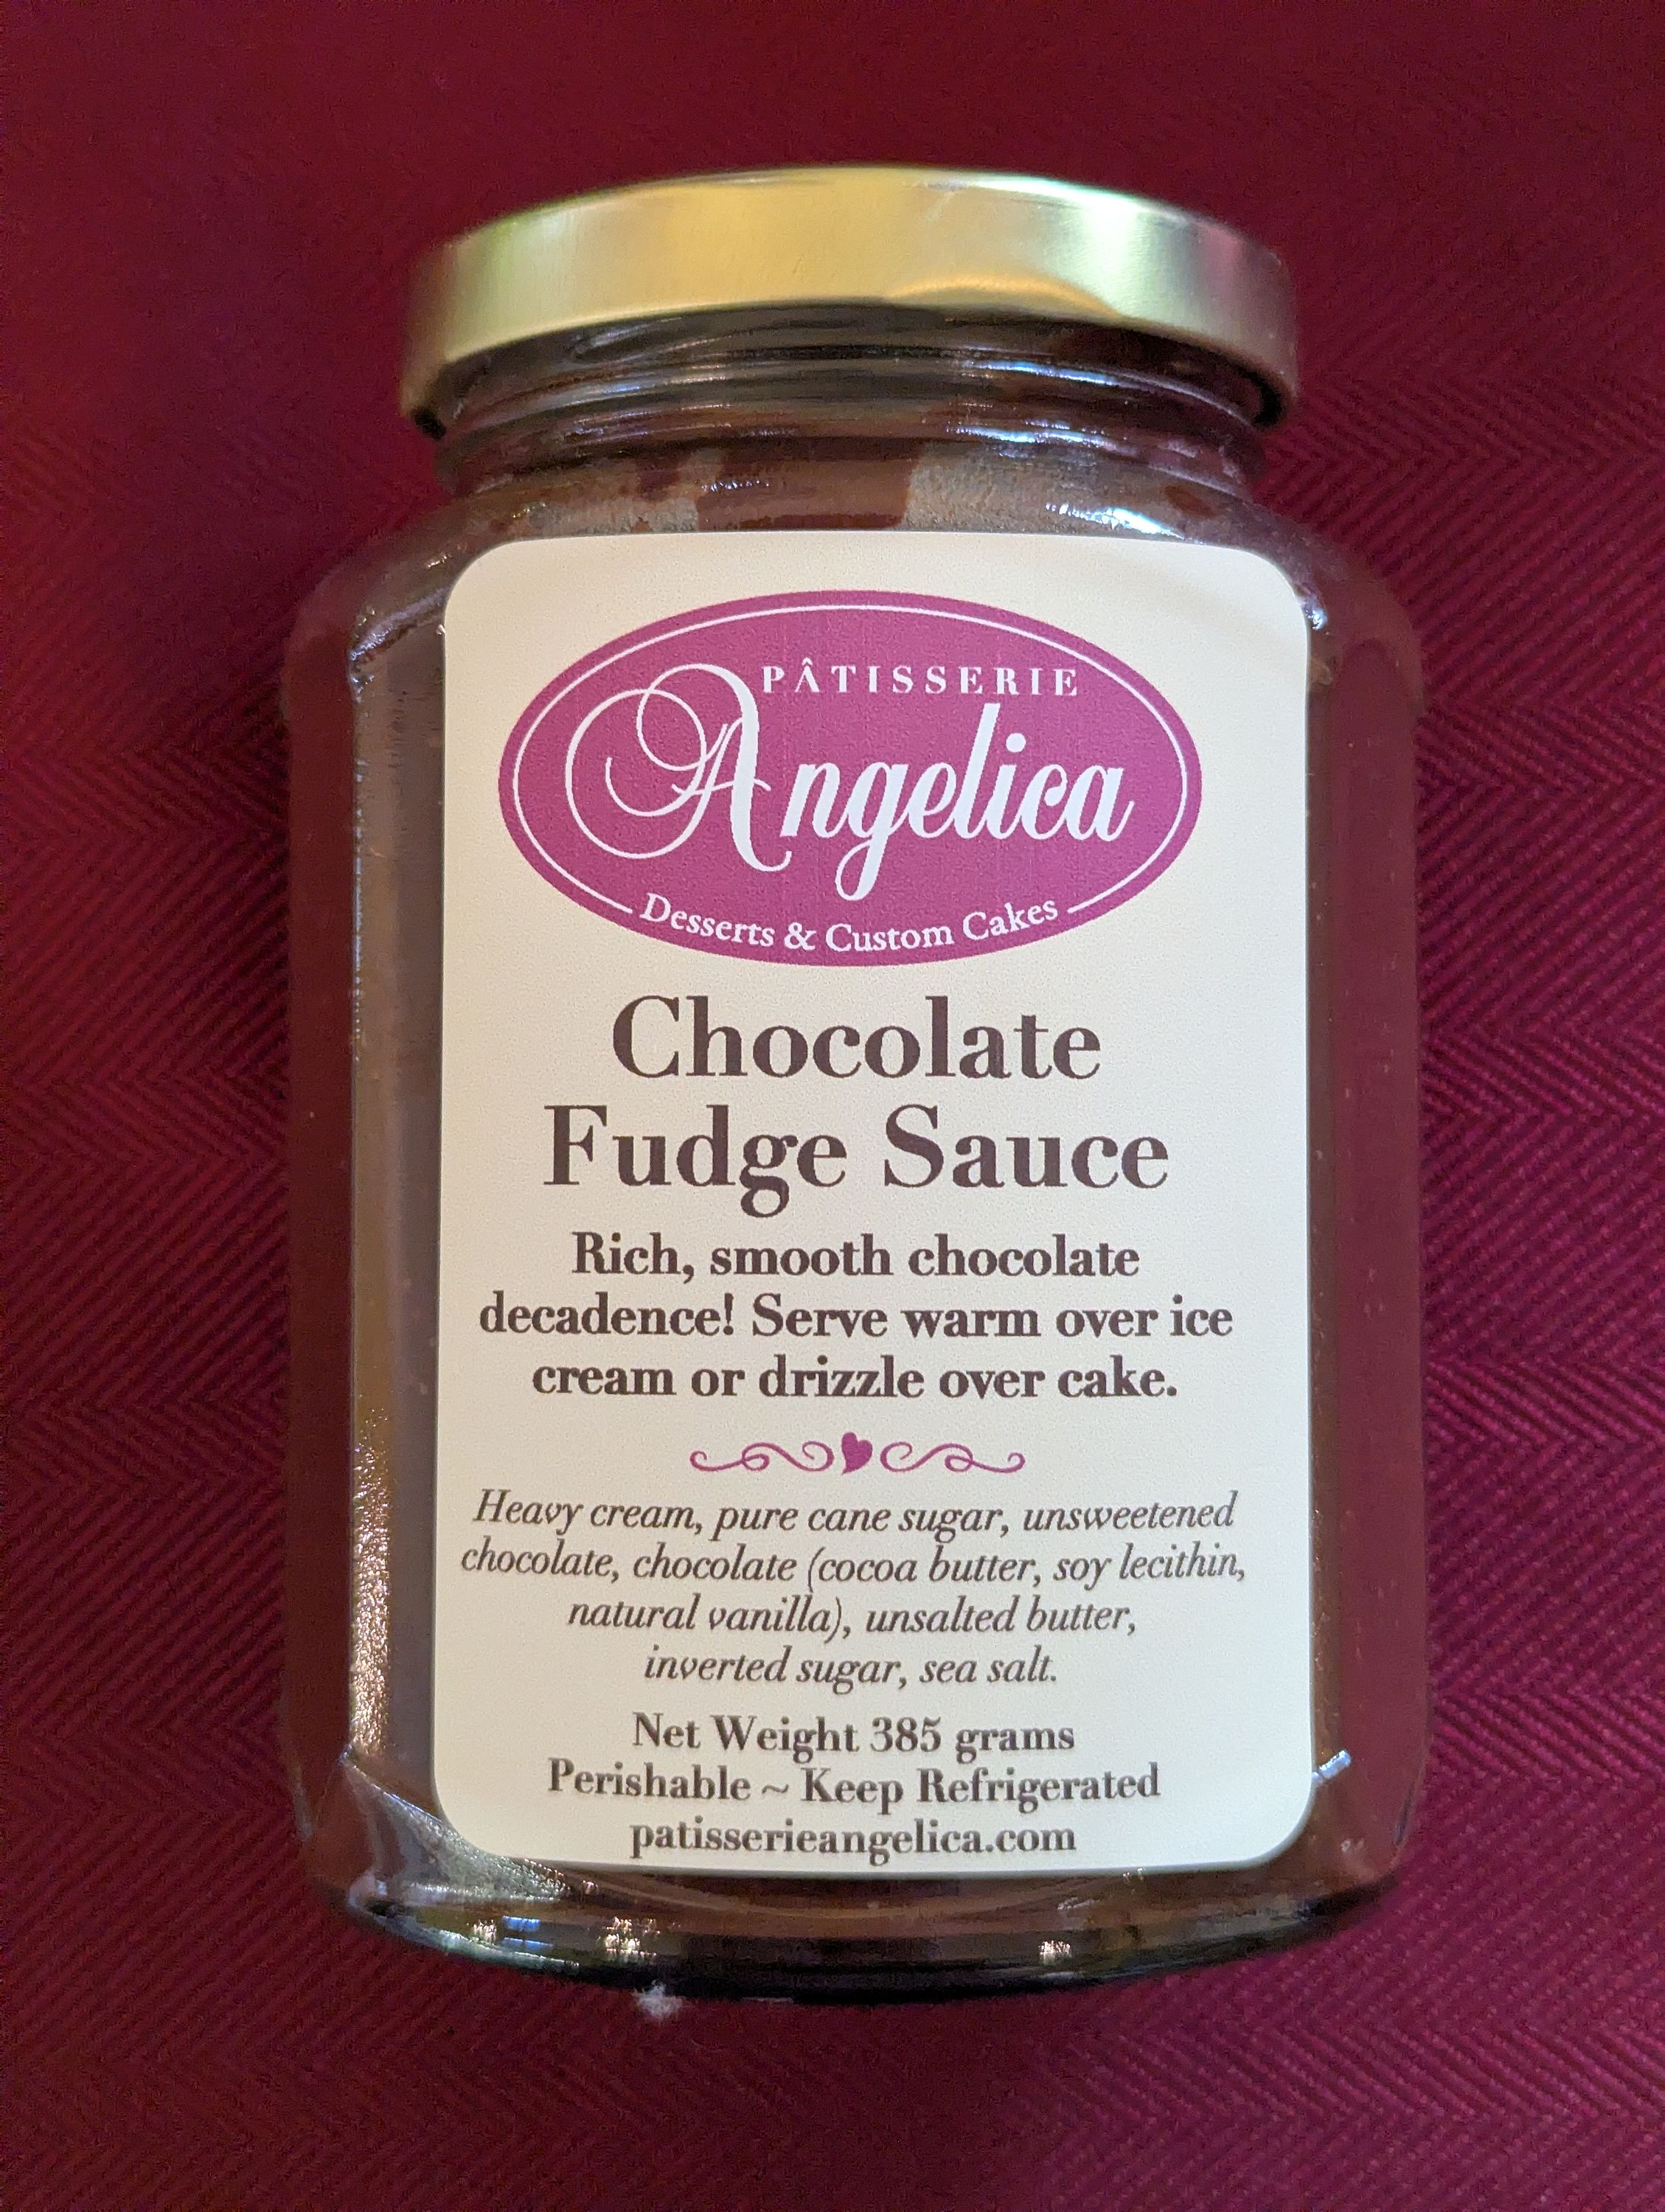 PÂTISSERIE
Angelica
Desserts & Custom Cakes
Chocolate
Fudge Sauce
Rich, smooth chocolate
decadence! Serve warm over ice
cream or drizzle over cake.
Heavy cream, pure cane sugar, unsweetened
chocolate, chocolate (cocoa butter, soy lecithin,
natural vanilla), unsalted butter,
inverted sugar, sea salt.
Net Weight 385 grams
Perishable ~ Keep Refrigerated
patisserieangelica.com